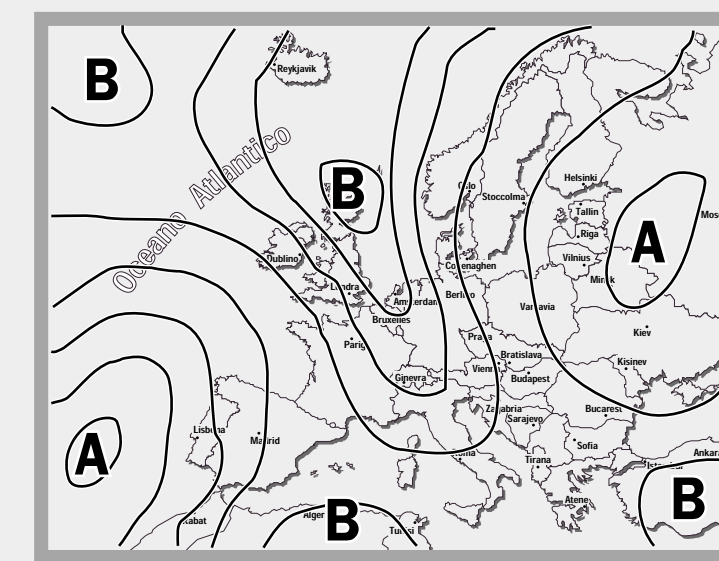 B
Reykjavik
Oceano Atlantico
B
Oslo
Helsinki
Stoccolma
Tallin
Riga
Mos
A
Dublino
Copenaghen
Vilnius
Minsk
Londra
Amsterdam
Berlino
Varsavia
Bruxelles
Kiev
Parigi
Praga
Bratislava
Vienna
Kisinev
Ginevra
Budapest
Zagabria
Bucarest
Sarajevo
Lisbona
Madrid
Sofia
A
Roma
Tirana
Ankara
Istanbul
Atene
B
Rabat
Algeri
B
Tunisi